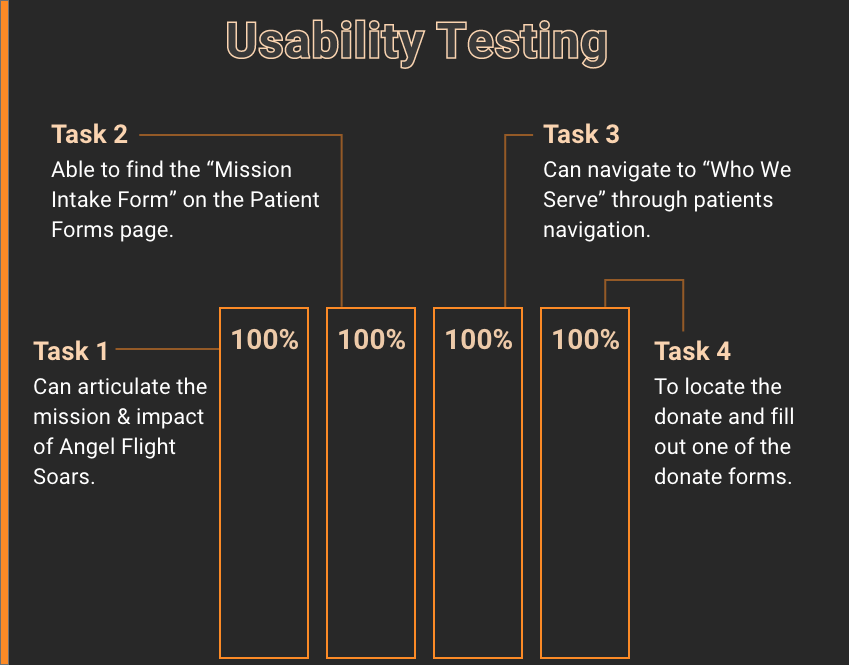 Usability Testing
Task 2
Able to find the “Mission
Intake Form” on the Patient
Forms page.
Task 3
Can navigate to “Who We
Serve” through patients
navigation.
Task 1
Can articulate the
mission & impact
of Angel Flight
Soars.
100%
100%
100%
100%
Task 4
To locate the
donate and fill
out one of the
donate forms.